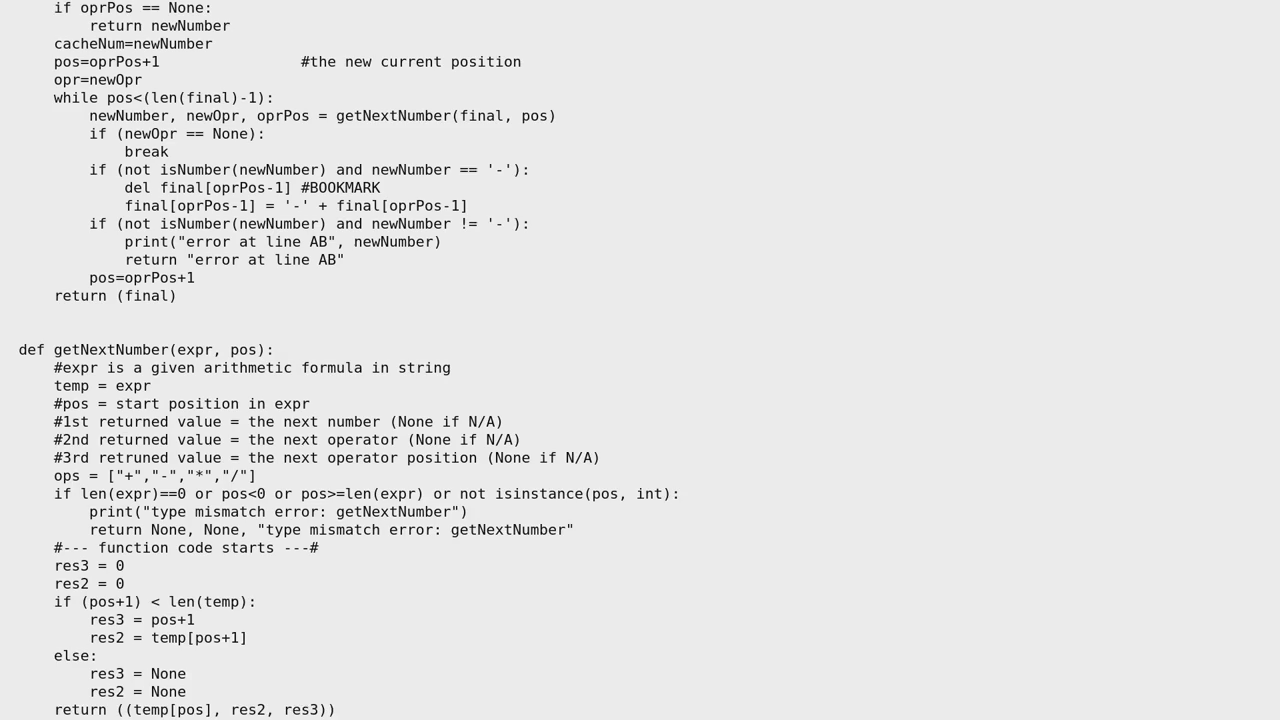 if oprPos == None:
        return newNumber
    cacheNum=newNumber
    pos=oprPos+1                #the new current position
    opr=newOpr
    while pos<(len(final)-1):
        newNumber, newOpr, oprPos = getNextNumber(final, pos)
        if (newOpr == None):
            break
        if (not isNumber(newNumber) and newNumber == '-'):
            del final[oprPos-1] #BOOKMARK
            final[oprPos-1] = '-' + final[oprPos-1]
        if (not isNumber(newNumber) and newNumber != '-'):
            print("error at line AB", newNumber)
            return "error at line AB"
        pos=oprPos+1
    return (final)


def getNextNumber(expr, pos):
    #expr is a given arithmetic formula in string
    temp = expr
    #pos = start position in expr
    #1st returned value = the next number (None if N/A)
    #2nd returned value = the next operator (None if N/A)
    #3rd retruned value = the next operator position (None if N/A)
    ops = ["+","-","*","/"]
    if len(expr)==0 or pos<0 or pos>=len(expr) or not isinstance(pos, int):
        print("type mismatch error: getNextNumber")
        return None, None, "type mismatch error: getNextNumber"
    #--- function code starts ---#
    res3 = 0
    res2 = 0
    if (pos+1) < len(temp):
        res3 = pos+1
        res2 = temp[pos+1]
    else:
        res3 = None
        res2 = None
    return ((temp[pos], res2, res3))